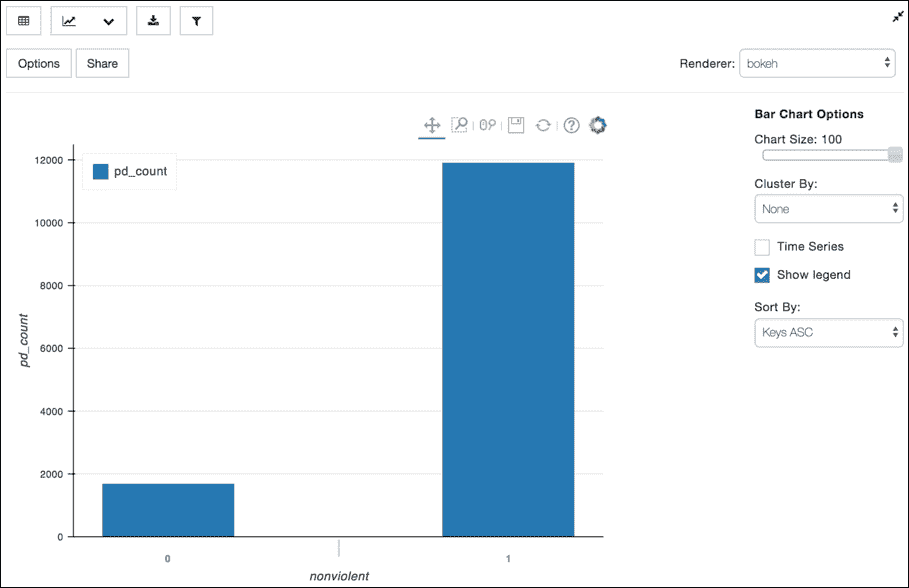 Options
Share
Renderer:
bokeh
pd_count
12000
10000
8000
6000
4000
2000
0
pd_count
0
1
nonviolent
Bar Chart Options
Chart Size: 100
Cluster By:
None
Time Series
Show legend
Sort By:
Keys ASC